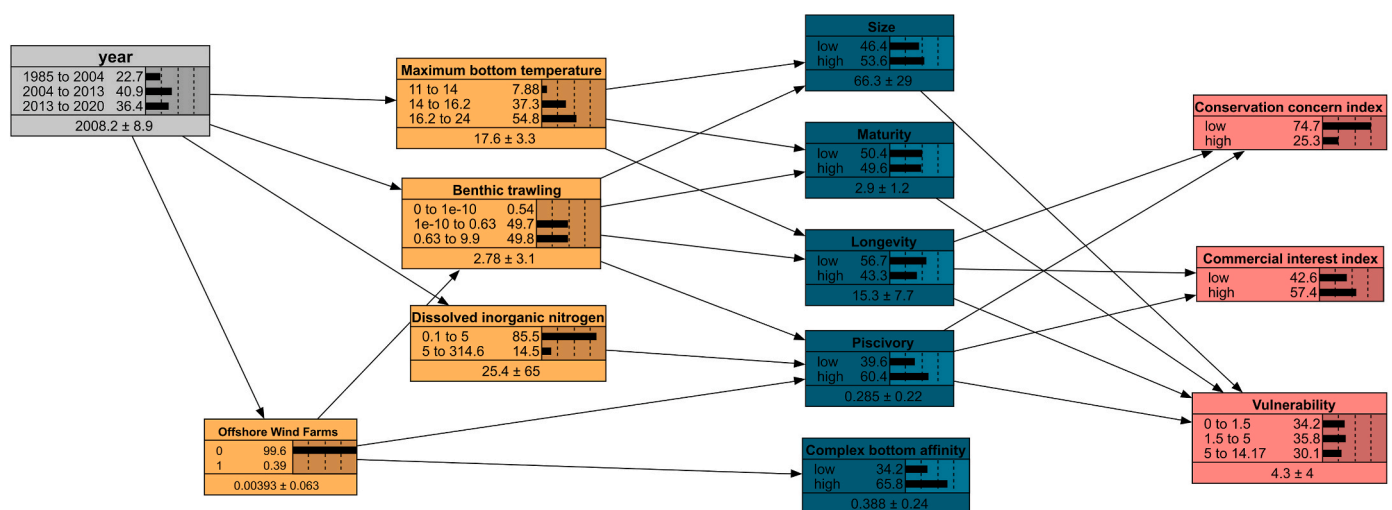 year
1985 to 2004 22.7
2004 to 2013 40.9
2013 to 2020 36.4
2008.2 ± 8.9
Maximum bottom temperature
11 to 14 7.88
14 to 16.2 37.3
16.2 to 24 54.8
17.6 ± 3.3
Benthic trawling
0 to 1e-10 0.54
1e-10 to 0.63 49.7
0.63 to 9.9 49.8
2.78 ± 3.1
Dissolved inorganic nitrogen
0.1 to 5 85.5
5 to 314.6 14.5
25.4 ± 65
Offshore Wind Farms
0 99.6
1 0.39
0.00393 ± 0.063
Size
low 46.4
high 53.6
66.3 ± 29
Maturity
low 50.4
high 49.6
2.9 ± 1.2
Longevity
low 56.7
high 43.3
15.3 ± 7.7
Piscivory
low 39.6
high 60.4
0.285 ± 0.22
Complex bottom affinity
low 34.2
high 65.8
0.388 ± 0.24
Conservation concern index
low 74.7
high 25.3
Commercial interest index
low 42.6
high 57.4
Vulnerability
0 to 1.5 34.2
1.5 to 5 35.8
5 to 14.17 30.1
4.3 ± 4